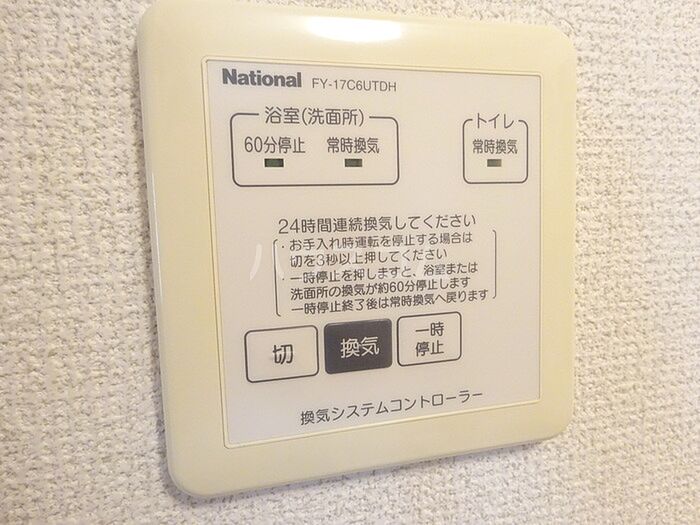 National FY-17C6UTDH
浴室(洗面所)
60分停止 常時換気
トイレ
常時換気
24時間連続換気してください
・お手入れ時運転を停止する場合は
切を3秒以上押してください
・一時停止を押しますと、浴室または
洗面所の換気が約60分停止します
一時停止終了後は常時換気へ戻ります
切
換気
一時
停止
換気システムコントローラー